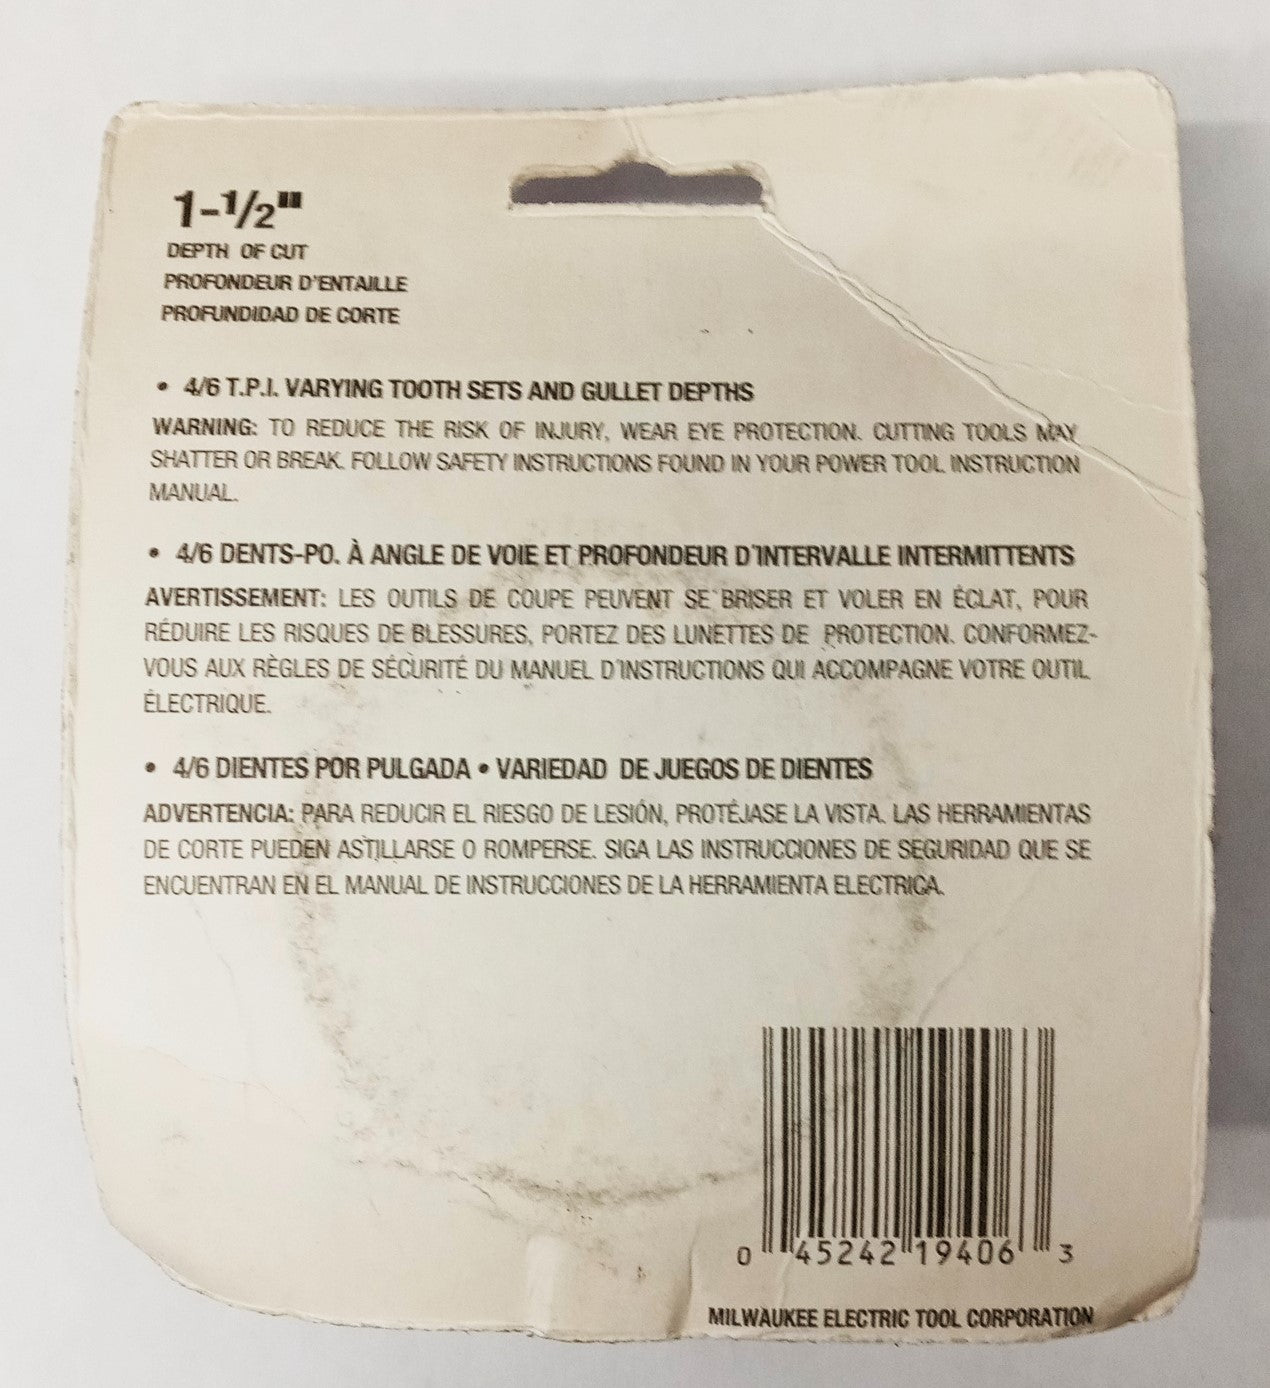 1-1/2"
DEPTH OF CUT
PROFONDEUR D'ENTAILLE
PROFUNDIDAD DE CORTE
• 4/6 T.P.I. VARYING TOOTH SETS AND GULLET DEPTHS
WARNING: TO REDUCE THE RISK OF INJURY, WEAR EYE PROTECTION. CUTTING TOOLS MAY
SHATTER OR BREAK. FOLLOW SAFETY INSTRUCTIONS FOUND IN YOUR POWER TOOL INSTRUCTION
MANUAL.
• 4/6 DENTS-PO. À ANGLE DE VOIE ET PROFONDEUR D'INTERVALLE INTERMITTENTS
AVERTISSEMENT: LES OUTILS DE COUPE PEUVENT SE BRISER ET VOLER EN ÉCLAT, POUR
RÉDUIRE LES RISQUES DE BLESSURES, PORTEZ DES LUNETTES DE PROTECTION. CONFORMEZ-
VOUS AUX RÈGLES DE SÉCURITÉ DU MANUEL D'INSTRUCTIONS QUI ACCOMPAGNE VOTRE OUTIL
ÉLECTRIQUE.
• 4/6 DIENTES POR PULGADA • VARIEDAD DE JUEGOS DE DIENTES
ADVERTENCIA: PARA REDUCIR EL RIESGO DE LESIÓN, PROTÉJASE LA VISTA. LAS HERRAMIENTAS
DE CORTE PUEDEN ASTILLARSE O ROMPERSE. SIGA LAS INSTRUCCIONES DE SEGURIDAD QUE SE
ENCUENTRAN EN EL MANUAL DE INSTRUCCIONES DE LA HERRAMIENTA ELECTRICA.
0 45242 19406 3
MILWAUKEE ELECTRIC TOOL CORPORATION